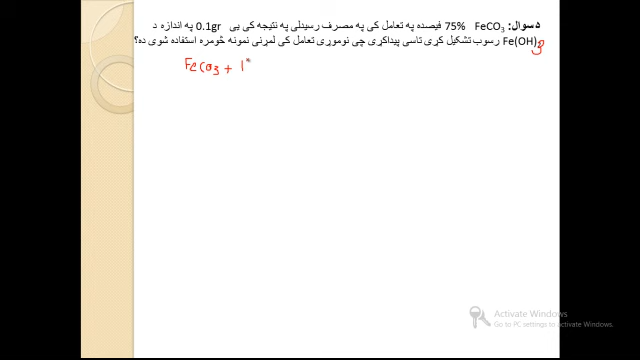 د سوال: FeCO3 75% فیصده په تعامل کی په مصرف رسیدلی په نتیجه کی یی 0.1gr په اندازه د
Fe(OH)3 رسوب تشکیل کړی تاسی پیداکړی چی نوموړی تعامل کی لمړنی نمونه څومره استفاده شوی ده؟
FeCO3 +
Activate Windows
Go to PC settings to activate Windows.